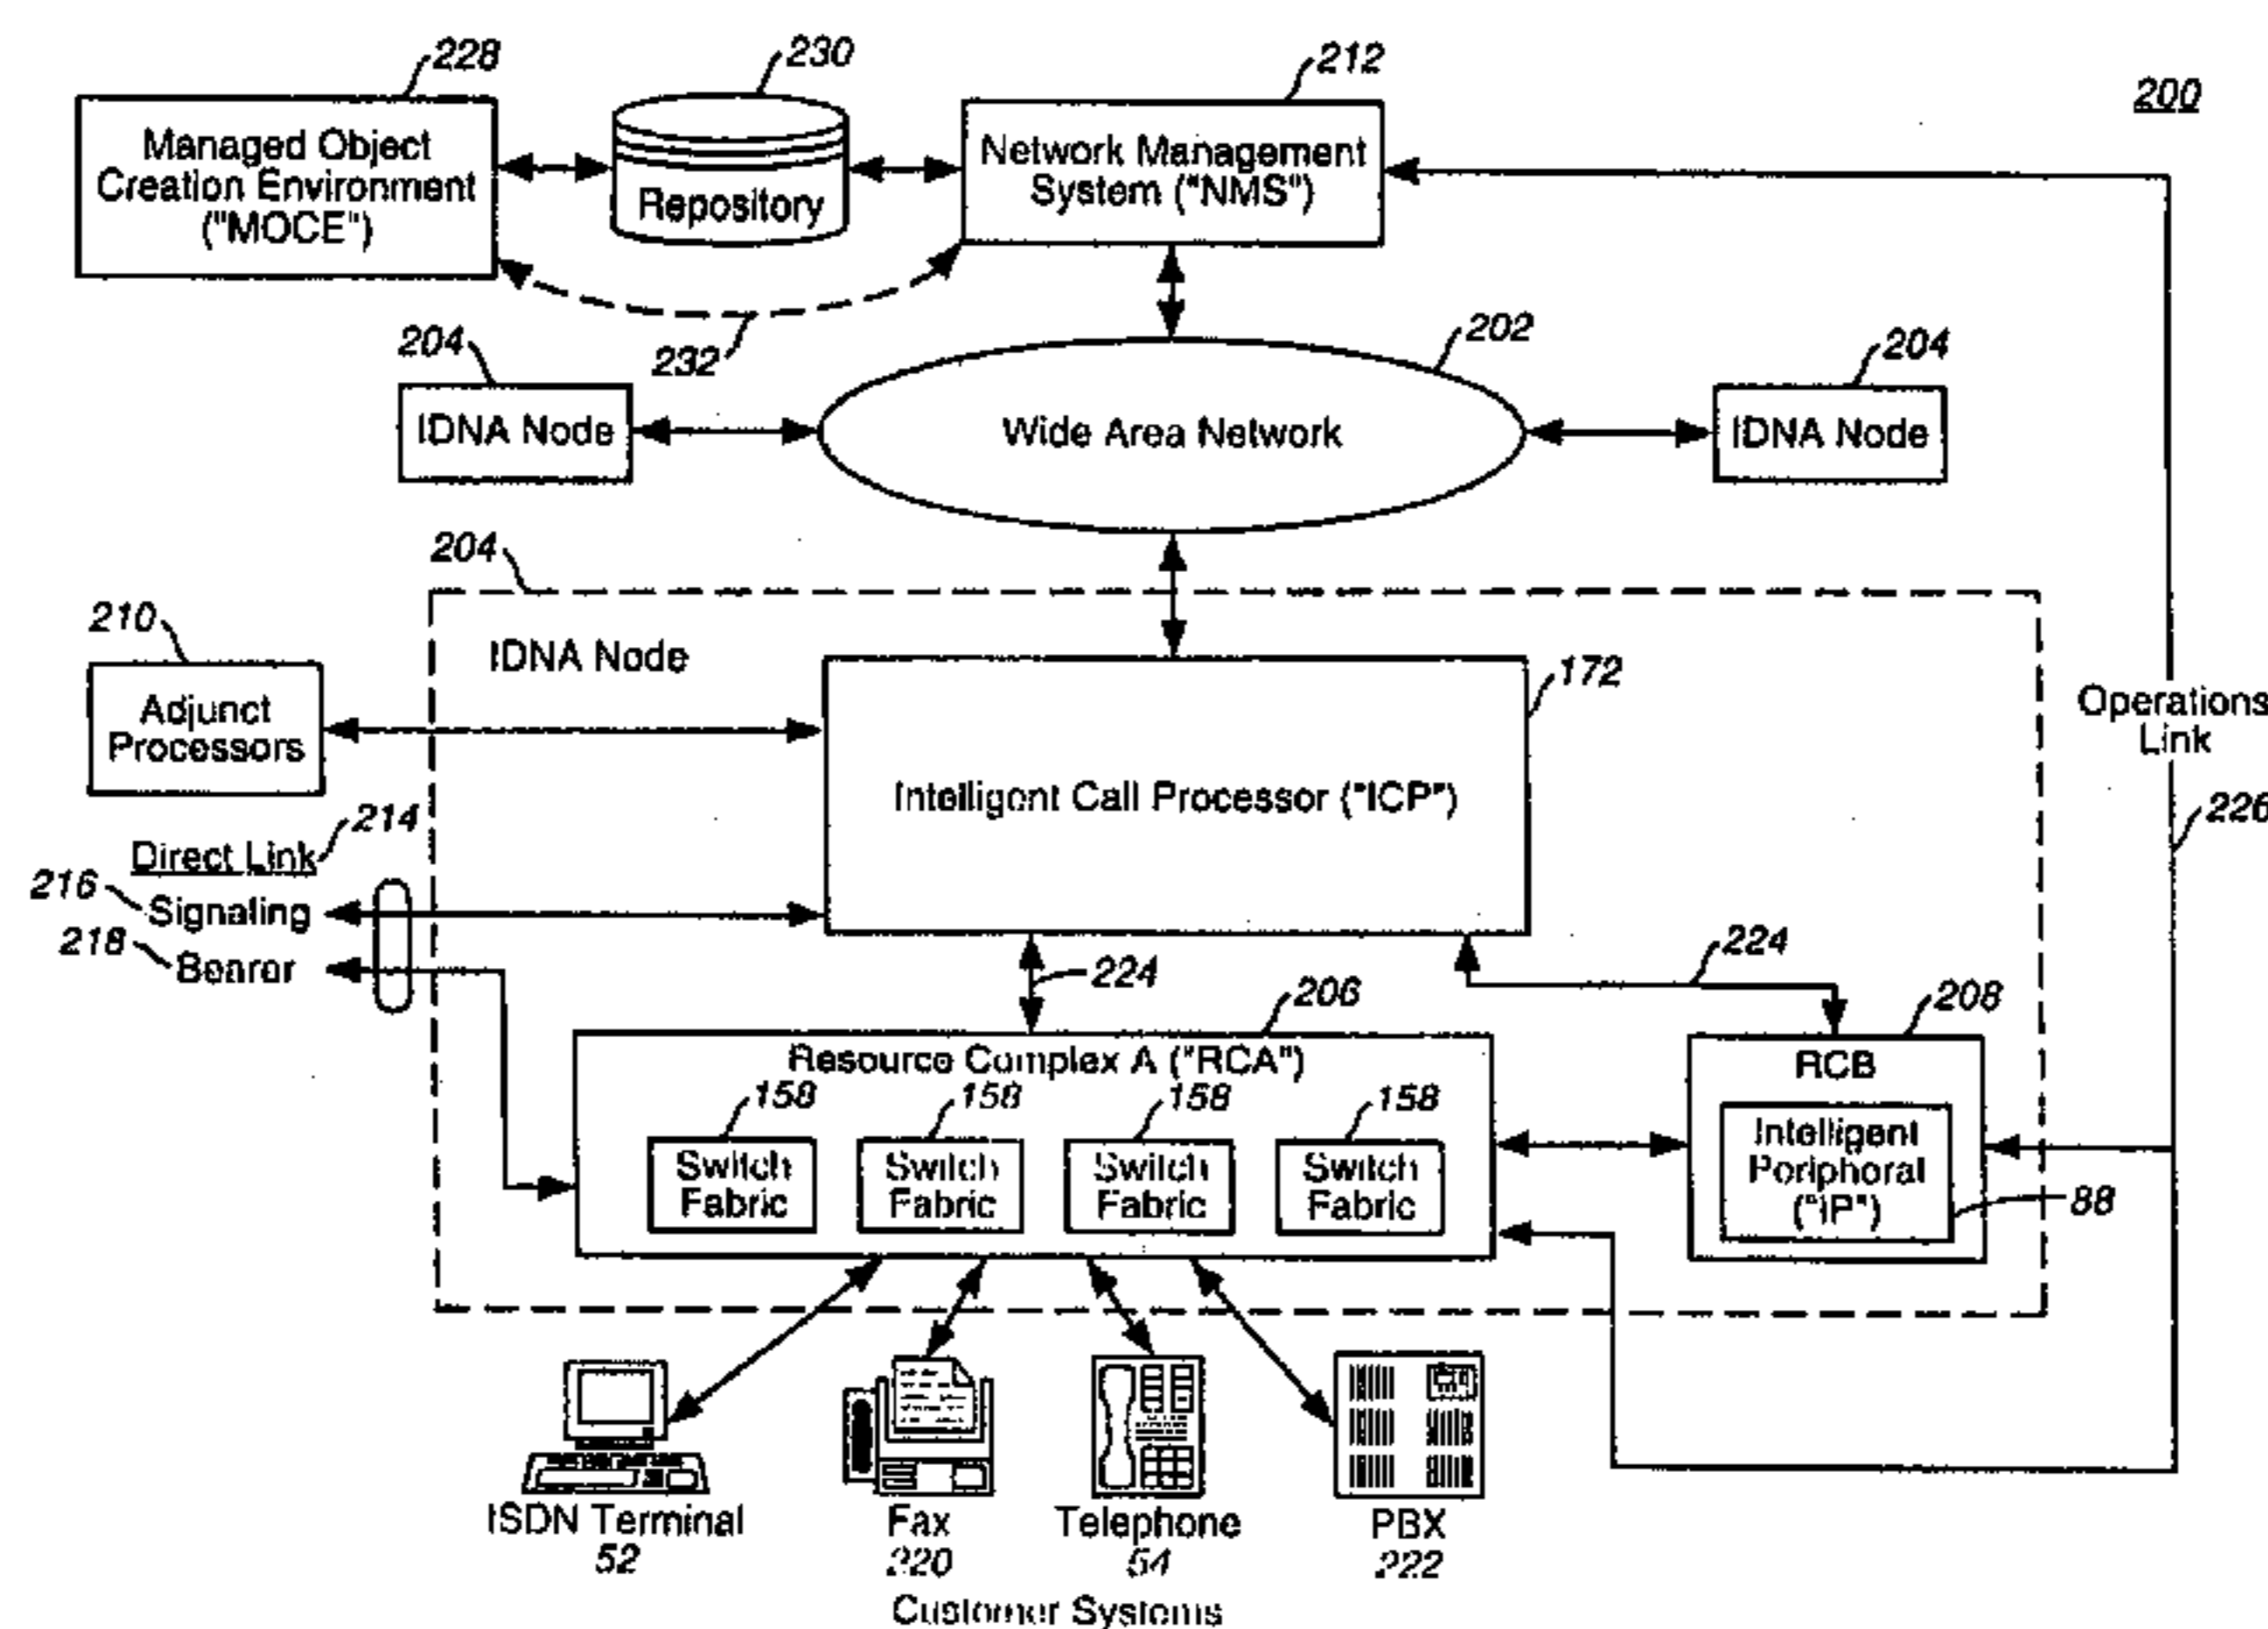 228
230
212
200
Managed Object
Creation Environment
("MOCE")
Repository
Network Management
System ("NMS")
232
204
202
204
IDNA Node
Wide Area Network
IDNA Node
204
210
IDNA Node
172
Adjunct
Processors
Operations
Link
Intelligent Call Processor ("ICP")
214
226
Direct Link
216
Signaling
218
Bearer
224
224
206
208
Resource Complex A ("RCA")
RCB
158
158
158
158
Switch
Fabric
Switch
Fabric
Switch
Fabric
Switch
Fabric
Intelligent
Peripheral
("IP")
88
ISDN Terminal
52
Fax
220
Telephone
54
PBX
222
Customer Systems